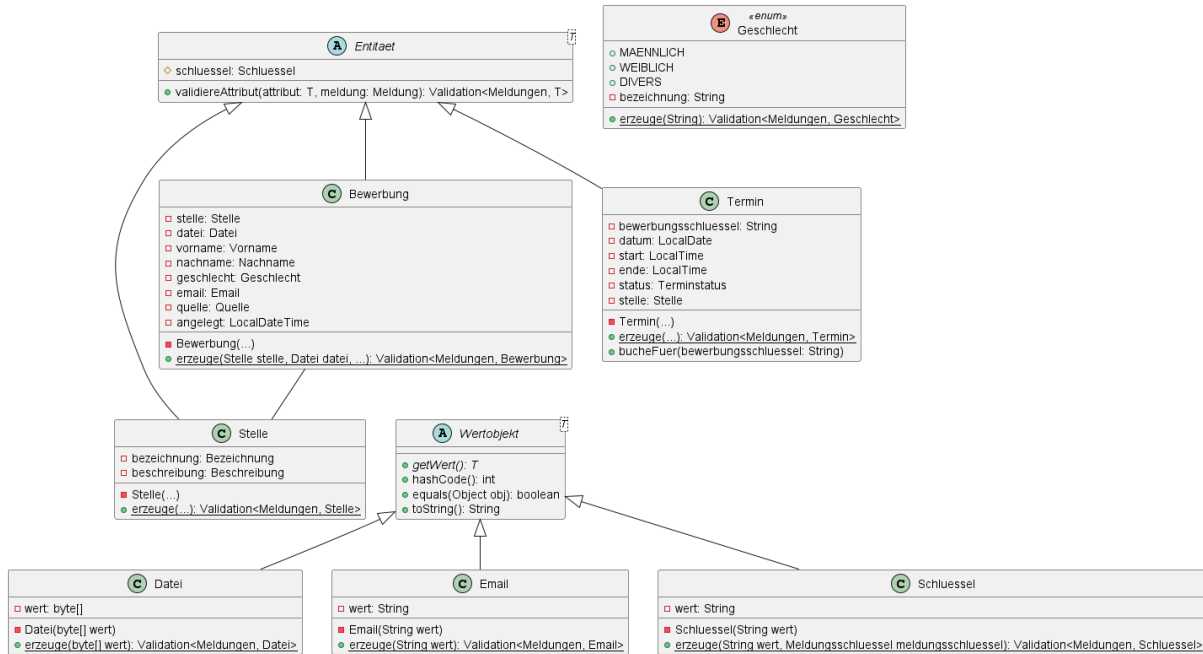 A Entitaet
T
schluessel: Schluessel
validiereAttribut(attribut: T, meldung: Meldung): Validation<Meldungen, T>
«enum»
E Geschlecht
MAENNLICH
WEIBLICH
DIVERS
bezeichnung: String
erzeuge(String): Validation<Meldungen, Geschlecht>
C Bewerbung
stelle: Stelle
datei: Datei
vorname: Vorname
nachname: Nachname
geschlecht: Geschlecht
email: Email
quelle: Quelle
angelegt: LocalDateTime
Bewerbung(...)
erzeuge(Stelle stelle, Datei datei, ...): Validation<Meldungen, Bewerbung>
C Termin
bewerbungsschluessel: String
datum: LocalDate
start: LocalTime
ende: LocalTime
status: Terminstatus
stelle: Stelle
Termin(...)
erzeuge(...): Validation<Meldungen, Termin>
bucheFuer(bewerbungsschluessel: String)
C Stelle
bezeichnung: Bezeichnung
beschreibung: Beschreibung
Stelle(...)
erzeuge(...): Validation<Meldungen, Stelle>
A Wertobjekt
T
getWert(): T
hashCode(): int
equals(Object obj): boolean
toString(): String
C Datei
wert: byte[]
Datei(byte[] wert)
erzeuge(byte[] wert): Validation<Meldungen, Datei>
C Email
wert: String
Email(String wert)
erzeuge(String wert): Validation<Meldungen, Email>
C Schluessel
wert: String
Schluessel(String wert)
erzeuge(String wert, Meldungsschluessel meldungsschluessel): Validation<Meldungen, Schluessel>